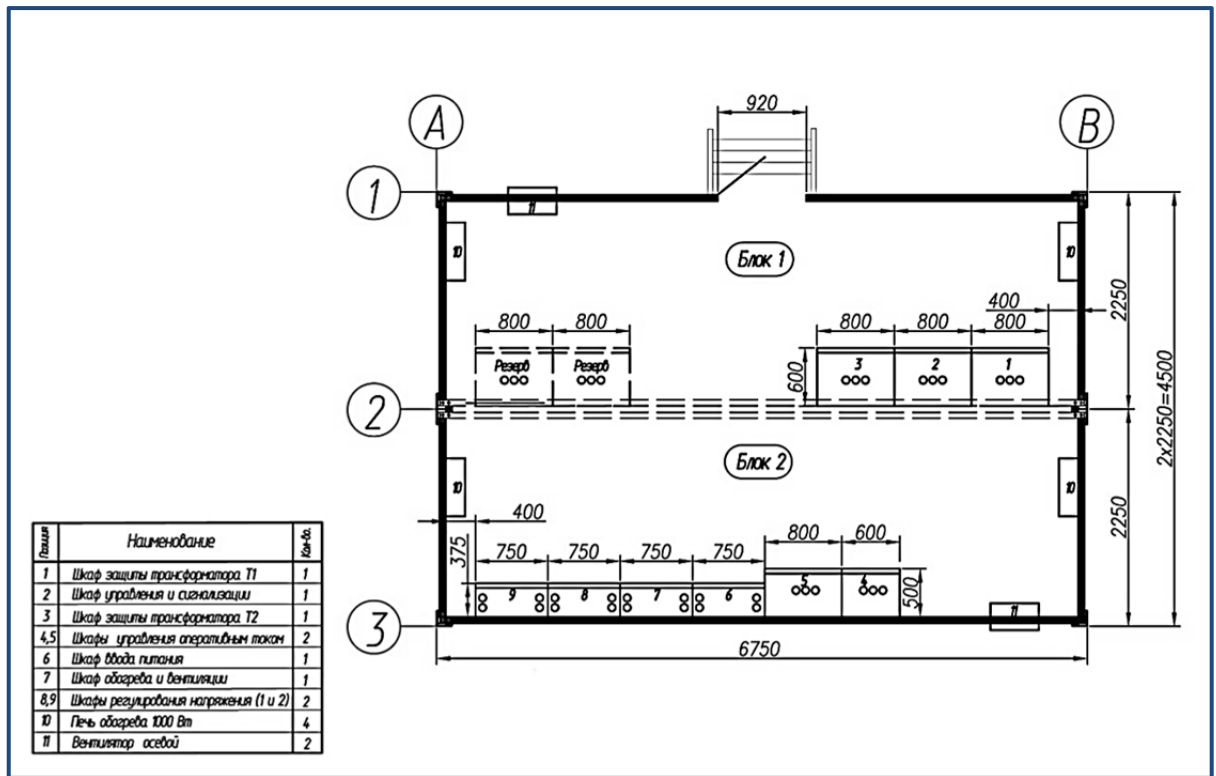 920
А
В
1
11
10
Блок 1
10
400
2250
800 800
800 800 800
Резерв Резерв
3 2 1
600
2
2х2250=4500
Блок 2
10
10
400
2250
800 600
375
750 750 750 750
500
9 8 7 6 5 4
11
3
6750
Позиция Наименование Кол-во.
1 Шкаф защиты трансформатора Т1 1
2 Шкаф управления и сигнализации 1
3 Шкаф защиты трансформатора Т2 1
4,5 Шкафы управления оперативным током 2
6 Шкаф ввода питания 1
7 Шкаф обогрева и вентиляции 1
8,9 Шкафы регулирования напряжения (1 и 2) 2
10 Печь обогрева 1000 Вт 4
11 Вентилятор осевой 2